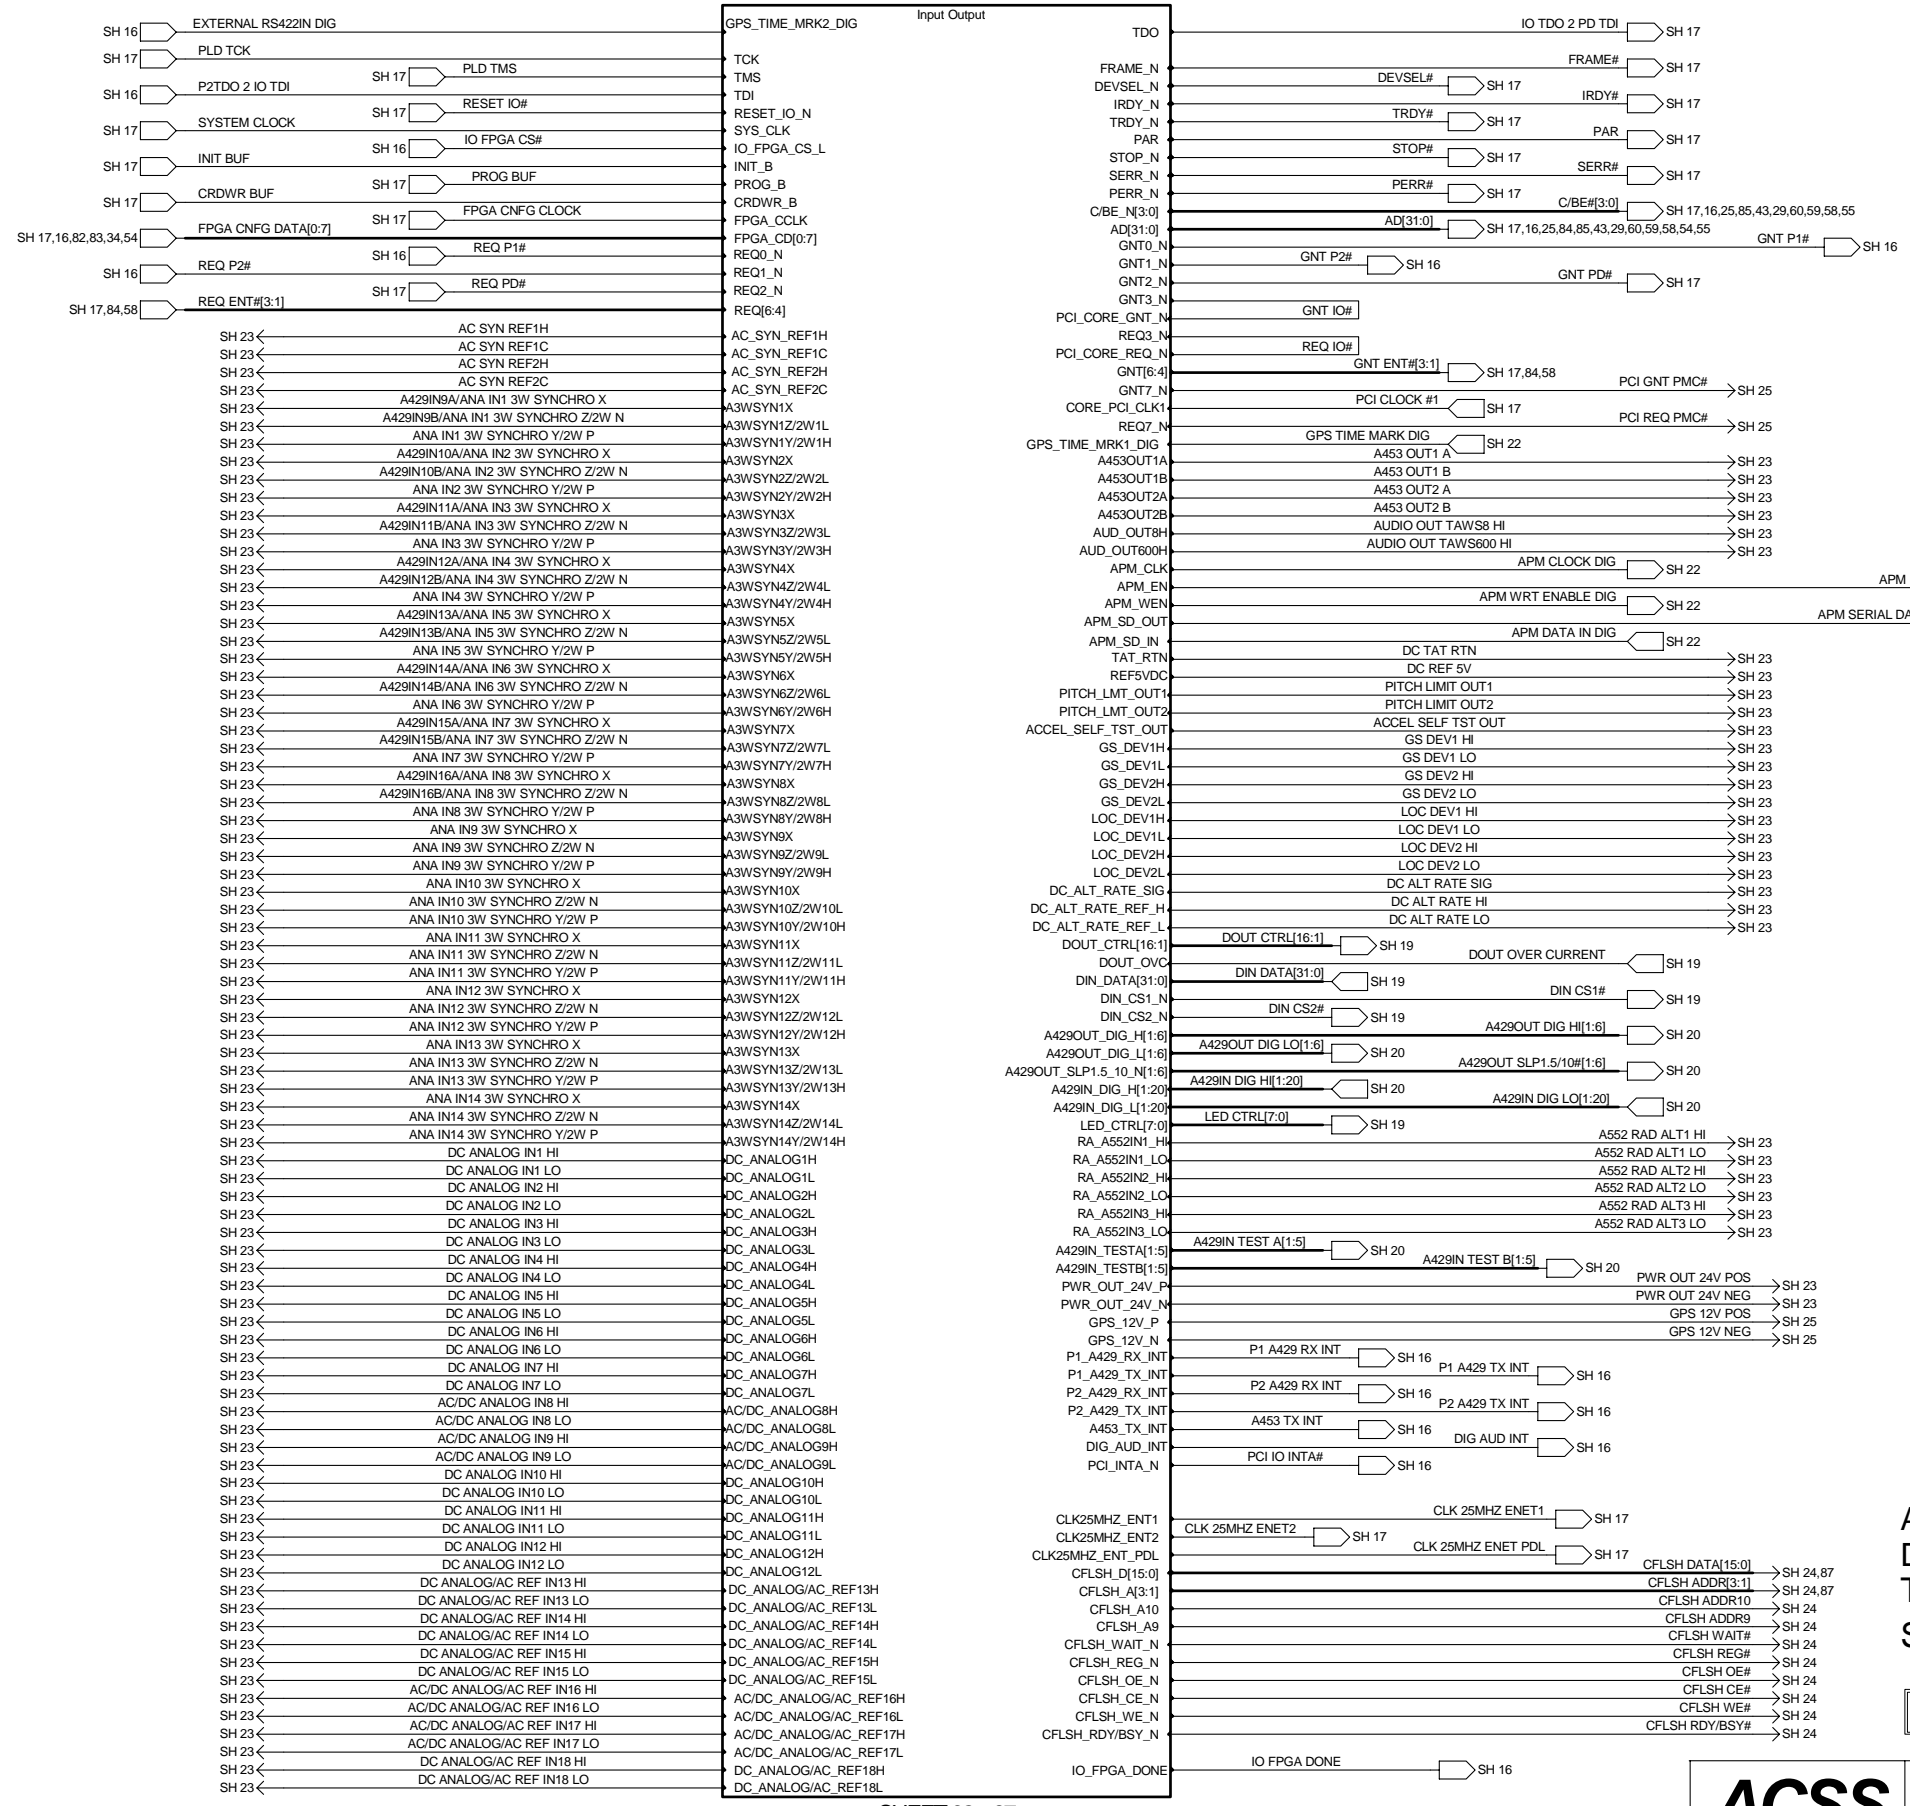 Input Output
SH 16 EXTERNAL RS422IN DIG GPS_TIME_MRK2_DIG
SH 17 PLD TCK TCK
SH 17 PLD TMS TMS
SH 16 P2TDO 2 IO TDI TDI
SH 17 RESET IO# RESET_IO_N
SH 17 SYSTEM CLOCK SYS_CLK
SH 16 IO FPGA CS# IO_FPGA_CS_L
SH 17 INIT BUF INIT_B
SH 17 PROG BUF PROG_B
SH 17 CRDWR BUF CRDWR_B
SH 17 FPGA CNFG CLOCK FPGA_CCLK
SH 17,16,82,83,34,54 FPGA CNFG DATA[0:7] FPGA_CD[0:7]
SH 16 REQ P1# REQ0_N
SH 16 REQ P2# REQ1_N
SH 17 REQ PD# REQ2_N
SH 17,84,58 REQ ENT#[3:1] REQ[6:4]
SH 23 AC SYN REF1H AC_SYN_REF1H
SH 23 AC SYN REF1C AC_SYN_REF1C
SH 23 AC SYN REF2H AC_SYN_REF2H
SH 23 AC SYN REF2C AC_SYN_REF2C
SH 23 A429IN9A/ANA IN1 3W SYNCHRO X A3WSYN1X
SH 23 A429IN9B/ANA IN1 3W SYNCHRO Z/2W N A3WSYN1Z/2W1L
SH 23 ANA IN1 3W SYNCHRO Y/2W P A3WSYN1Y/2W1H
SH 23 A429IN10A/ANA IN2 3W SYNCHRO X A3WSYN2X
SH 23 A429IN10B/ANA IN2 3W SYNCHRO Z/2W N A3WSYN2Z/2W2L
SH 23 ANA IN2 3W SYNCHRO Y/2W P A3WSYN2Y/2W2H
SH 23 A429IN11A/ANA IN3 3W SYNCHRO X A3WSYN3X
SH 23 A429IN11B/ANA IN3 3W SYNCHRO Z/2W N A3WSYN3Z/2W3L
SH 23 ANA IN3 3W SYNCHRO Y/2W P A3WSYN3Y/2W3H
SH 23 A429IN12A/ANA IN4 3W SYNCHRO X A3WSYN4X
SH 23 A429IN12B/ANA IN4 3W SYNCHRO Z/2W N A3WSYN4Z/2W4L
SH 23 ANA IN4 3W SYNCHRO Y/2W P A3WSYN4Y/2W4H
SH 23 A429IN13A/ANA IN5 3W SYNCHRO X A3WSYN5X
SH 23 A429IN13B/ANA IN5 3W SYNCHRO Z/2W N A3WSYN5Z/2W5L
SH 23 ANA IN5 3W SYNCHRO Y/2W P A3WSYN5Y/2W5H
SH 23 A429IN14A/ANA IN6 3W SYNCHRO X A3WSYN6X
SH 23 A429IN14B/ANA IN6 3W SYNCHRO Z/2W N A3WSYN6Z/2W6L
SH 23 ANA IN6 3W SYNCHRO Y/2W P A3WSYN6Y/2W6H
SH 23 A429IN15A/ANA IN7 3W SYNCHRO X A3WSYN7X
SH 23 A429IN15B/ANA IN7 3W SYNCHRO Z/2W N A3WSYN7Z/2W7L
SH 23 ANA IN7 3W SYNCHRO Y/2W P A3WSYN7Y/2W7H
SH 23 A429IN16A/ANA IN8 3W SYNCHRO X A3WSYN8X
SH 23 A429IN16B/ANA IN8 3W SYNCHRO Z/2W N A3WSYN8Z/2W8L
SH 23 ANA IN8 3W SYNCHRO Y/2W P A3WSYN8Y/2W8H
SH 23 ANA IN9 3W SYNCHRO X A3WSYN9X
SH 23 ANA IN9 3W SYNCHRO Z/2W N A3WSYN9Z/2W9L
SH 23 ANA IN9 3W SYNCHRO Y/2W P A3WSYN9Y/2W9H
SH 23 ANA IN10 3W SYNCHRO X A3WSYN10X
SH 23 ANA IN10 3W SYNCHRO Z/2W N A3WSYN10Z/2W10L
SH 23 ANA IN10 3W SYNCHRO Y/2W P A3WSYN10Y/2W10H
SH 23 ANA IN11 3W SYNCHRO X A3WSYN11X
SH 23 ANA IN11 3W SYNCHRO Z/2W N A3WSYN11Z/2W11L
SH 23 ANA IN11 3W SYNCHRO Y/2W P A3WSYN11Y/2W11H
SH 23 ANA IN12 3W SYNCHRO X A3WSYN12X
SH 23 ANA IN12 3W SYNCHRO Z/2W N A3WSYN12Z/2W12L
SH 23 ANA IN12 3W SYNCHRO Y/2W P A3WSYN12Y/2W12H
SH 23 ANA IN13 3W SYNCHRO X A3WSYN13X
SH 23 ANA IN13 3W SYNCHRO Z/2W N A3WSYN13Z/2W13L
SH 23 ANA IN13 3W SYNCHRO Y/2W P A3WSYN13Y/2W13H
SH 23 ANA IN14 3W SYNCHRO X A3WSYN14X
SH 23 ANA IN14 3W SYNCHRO Z/2W N A3WSYN14Z/2W14L
SH 23 ANA IN14 3W SYNCHRO Y/2W P A3WSYN14Y/2W14H
SH 23 DC ANALOG IN1 HI DC_ANALOG1H
SH 23 DC ANALOG IN1 LO DC_ANALOG1L
SH 23 DC ANALOG IN2 HI DC_ANALOG2H
SH 23 DC ANALOG IN2 LO DC_ANALOG2L
SH 23 DC ANALOG IN3 HI DC_ANALOG3H
SH 23 DC ANALOG IN3 LO DC_ANALOG3L
SH 23 DC ANALOG IN4 HI DC_ANALOG4H
SH 23 DC ANALOG IN4 LO DC_ANALOG4L
SH 23 DC ANALOG IN5 HI DC_ANALOG5H
SH 23 DC ANALOG IN5 LO DC_ANALOG5L
SH 23 DC ANALOG IN6 HI DC_ANALOG6H
SH 23 DC ANALOG IN6 LO DC_ANALOG6L
SH 23 DC ANALOG IN7 HI DC_ANALOG7H
SH 23 DC ANALOG IN7 LO DC_ANALOG7L
SH 23 AC/DC ANALOG IN8 HI AC/DC_ANALOG8H
SH 23 AC/DC ANALOG IN8 LO AC/DC_ANALOG8L
SH 23 AC/DC ANALOG IN9 HI AC/DC_ANALOG9H
SH 23 AC/DC ANALOG IN9 LO AC/DC_ANALOG9L
SH 23 DC ANALOG IN10 HI DC_ANALOG10H
SH 23 DC ANALOG IN10 LO DC_ANALOG10L
SH 23 DC ANALOG IN11 HI DC_ANALOG11H
SH 23 DC ANALOG IN11 LO DC_ANALOG11L
SH 23 DC ANALOG IN12 HI DC_ANALOG12H
SH 23 DC ANALOG IN12 LO DC_ANALOG12L
SH 23 DC ANALOG/AC REF IN13 HI DC_ANALOG/AC_REF13H
SH 23 DC ANALOG/AC REF IN13 LO DC_ANALOG/AC_REF13L
SH 23 DC ANALOG/AC REF IN14 HI DC_ANALOG/AC_REF14H
SH 23 DC ANALOG/AC REF IN14 LO DC_ANALOG/AC_REF14L
SH 23 DC ANALOG/AC REF IN15 HI DC_ANALOG/AC_REF15H
SH 23 DC ANALOG/AC REF IN15 LO DC_ANALOG/AC_REF15L
SH 23 AC/DC ANALOG/AC REF IN16 HI AC/DC_ANALOG/AC_REF16H
SH 23 AC/DC ANALOG/AC REF IN16 LO AC/DC_ANALOG/AC_REF16L
SH 23 AC/DC ANALOG/AC REF IN17 HI AC/DC_ANALOG/AC_REF17H
SH 23 AC/DC ANALOG/AC REF IN17 LO AC/DC_ANALOG/AC_REF17L
SH 23 DC ANALOG/AC REF IN18 HI DC_ANALOG/AC_REF18H
SH 23 DC ANALOG/AC REF IN18 LO DC_ANALOG/AC_REF18L
TDO IO TDO 2 PD TDI SH 17
FRAME_N FRAME# SH 17
DEVSEL_N DEVSEL# SH 17
IRDY_N IRDY# SH 17
TRDY_N TRDY# SH 17
PAR PAR SH 17
STOP_N STOP# SH 17
SERR_N SERR# SH 17
PERR_N PERR# SH 17
C/BE_N[3:0] C/BE#[3:0] SH 17,16,25,85,43,29,60,59,58,55
AD[31:0] AD[31:0] SH 17,16,25,84,85,43,29,60,59,58,54,55
GNT0_N GNT P1# SH 16
GNT1_N GNT P2# SH 16
GNT2_N GNT PD# SH 17
GNT3_N GNT IO#
PCI_CORE_GNT_N
REQ3_N REQ IO#
PCI_CORE_REQ_N
GNT[6:4] GNT ENT#[3:1] SH 17,84,58
GNT7_N PCI GNT PMC# SH 25
CORE_PCI_CLK1 PCI CLOCK #1 SH 17
REQ7_N PCI REQ PMC# SH 25
GPS_TIME_MRK1_DIG GPS TIME MARK DIG SH 22
A453OUT1A A453 OUT1 A SH 23
A453OUT1B A453 OUT1 B SH 23
A453OUT2A A453 OUT2 A SH 23
A453OUT2B A453 OUT2 B SH 23
AUD_OUT8H AUDIO OUT TAWS8 HI SH 23
AUD_OUT600H AUDIO OUT TAWS600 HI SH 23
APM_CLK APM CLOCK DIG SH 22
APM_EN APM
APM_WEN APM WRT ENABLE DIG SH 22
APM_SD_OUT APM SERIAL DA
APM_SD_IN APM DATA IN DIG SH 22
TAT_RTN DC TAT RTN SH 23
REF5VDC DC REF 5V SH 23
PITCH_LMT_OUT1 PITCH LIMIT OUT1 SH 23
PITCH_LMT_OUT2 PITCH LIMIT OUT2 SH 23
ACCEL_SELF_TST_OUT ACCEL SELF TST OUT SH 23
GS_DEV1H GS DEV1 HI SH 23
GS_DEV1L GS DEV1 LO SH 23
GS_DEV2H GS DEV2 HI SH 23
GS_DEV2L GS DEV2 LO SH 23
LOC_DEV1H LOC DEV1 HI SH 23
LOC_DEV1L LOC DEV1 LO SH 23
LOC_DEV2H LOC DEV2 HI SH 23
LOC_DEV2L LOC DEV2 LO SH 23
DC_ALT_RATE_SIG DC ALT RATE SIG SH 23
DC_ALT_RATE_REF_H DC ALT RATE HI SH 23
DC_ALT_RATE_REF_L DC ALT RATE LO SH 23
DOUT_CTRL[16:1] DOUT CTRL[16:1] SH 19
DOUT_OVC DOUT OVER CURRENT SH 19
DIN_DATA[31:0] DIN DATA[31:0] SH 19
DIN_CS1_N DIN CS1# SH 19
DIN_CS2_N DIN CS2# SH 19
A429OUT_DIG_H[1:6] A429OUT DIG HI[1:6] SH 20
A429OUT_DIG_L[1:6] A429OUT DIG LO[1:6] SH 20
A429OUT_SLP1.5_10_N[1:6] A429OUT SLP1.5/10#[1:6] SH 20
A429IN_DIG_H[1:20] A429IN DIG HI[1:20] SH 20
A429IN_DIG_L[1:20] A429IN DIG LO[1:20] SH 20
LED_CTRL[7:0] LED CTRL[7:0] SH 19
RA_A552IN1_HI A552 RAD ALT1 HI SH 23
RA_A552IN1_LO A552 RAD ALT1 LO SH 23
RA_A552IN2_HI A552 RAD ALT2 HI SH 23
RA_A552IN2_LO A552 RAD ALT2 LO SH 23
RA_A552IN3_HI A552 RAD ALT3 HI SH 23
RA_A552IN3_LO A552 RAD ALT3 LO SH 23
A429IN_TESTA[1:5] A429IN TEST A[1:5] SH 20
A429IN_TESTB[1:5] A429IN TEST B[1:5] SH 20
PWR_OUT_24V_P PWR OUT 24V POS SH 23
PWR_OUT_24V_N PWR OUT 24V NEG SH 23
GPS_12V_P GPS 12V POS SH 25
GPS_12V_N GPS 12V NEG SH 25
P1_A429_RX_INT P1 A429 RX INT SH 16
P1_A429_TX_INT P1 A429 TX INT SH 16
P2_A429_RX_INT P2 A429 RX INT SH 16
P2_A429_TX_INT P2 A429 TX INT SH 16
A453_TX_INT A453 TX INT SH 16
DIG_AUD_INT DIG AUD INT SH 16
PCI_INTA_N PCI IO INTA# SH 16
CLK25MHZ_ENT1 CLK 25MHZ ENET1 SH 17
CLK25MHZ_ENT2 CLK 25MHZ ENET2 SH 17
CLK25MHZ_ENT_PDL CLK 25MHZ ENET PDL SH 17
CFLSH_D[15:0] CFLSH DATA[15:0] SH 24,87
CFLSH_A[3:1] CFLSH ADDR[3:1] SH 24,87
CFLSH_A10 CFLSH ADDR10 SH 24
CFLSH_A9 CFLSH ADDR9 SH 24
CFLSH_WAIT_N CFLSH WAIT# SH 24
CFLSH_REG_N CFLSH REG# SH 24
CFLSH_OE_N CFLSH OE# SH 24
CFLSH_CE_N CFLSH CE# SH 24
CFLSH_WE_N CFLSH WE# SH 24
CFLSH_RDY/BSY_N CFLSH RDY/BSY# SH 24
IO_FPGA_DONE IO FPGA DONE SH 16
ACSS